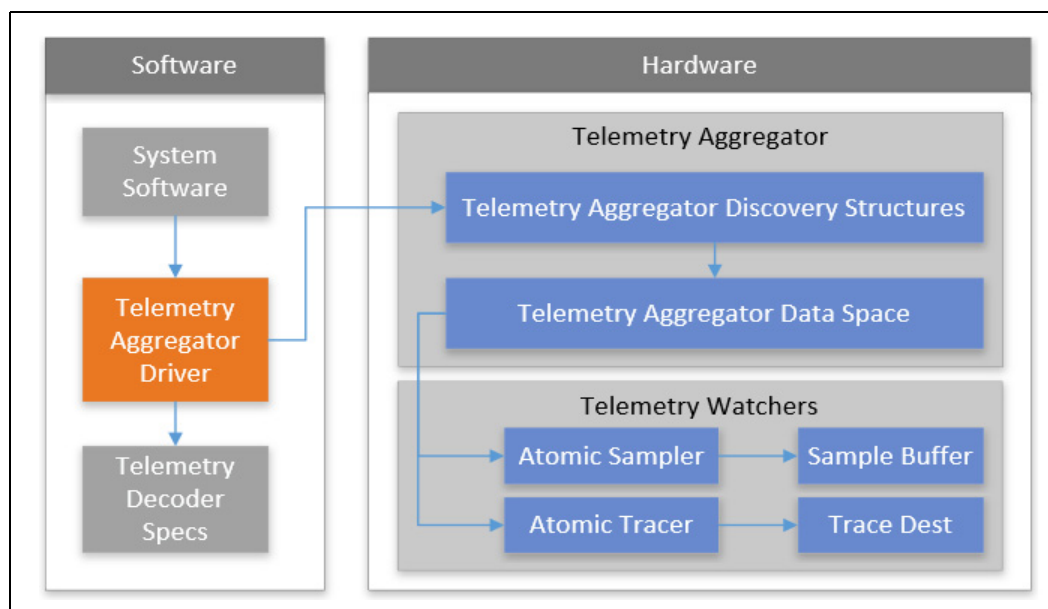 Software
System
Software
Telemetry
Aggregator
Driver
Telemetry
Decoder
Specs
Hardware
Telemetry Aggregator
Telemetry Aggregator Discovery Structures
Telemetry Aggregator Data Space
Telemetry Watchers
Atomic Sampler
Sample Buffer
Atomic Tracer
Trace Dest